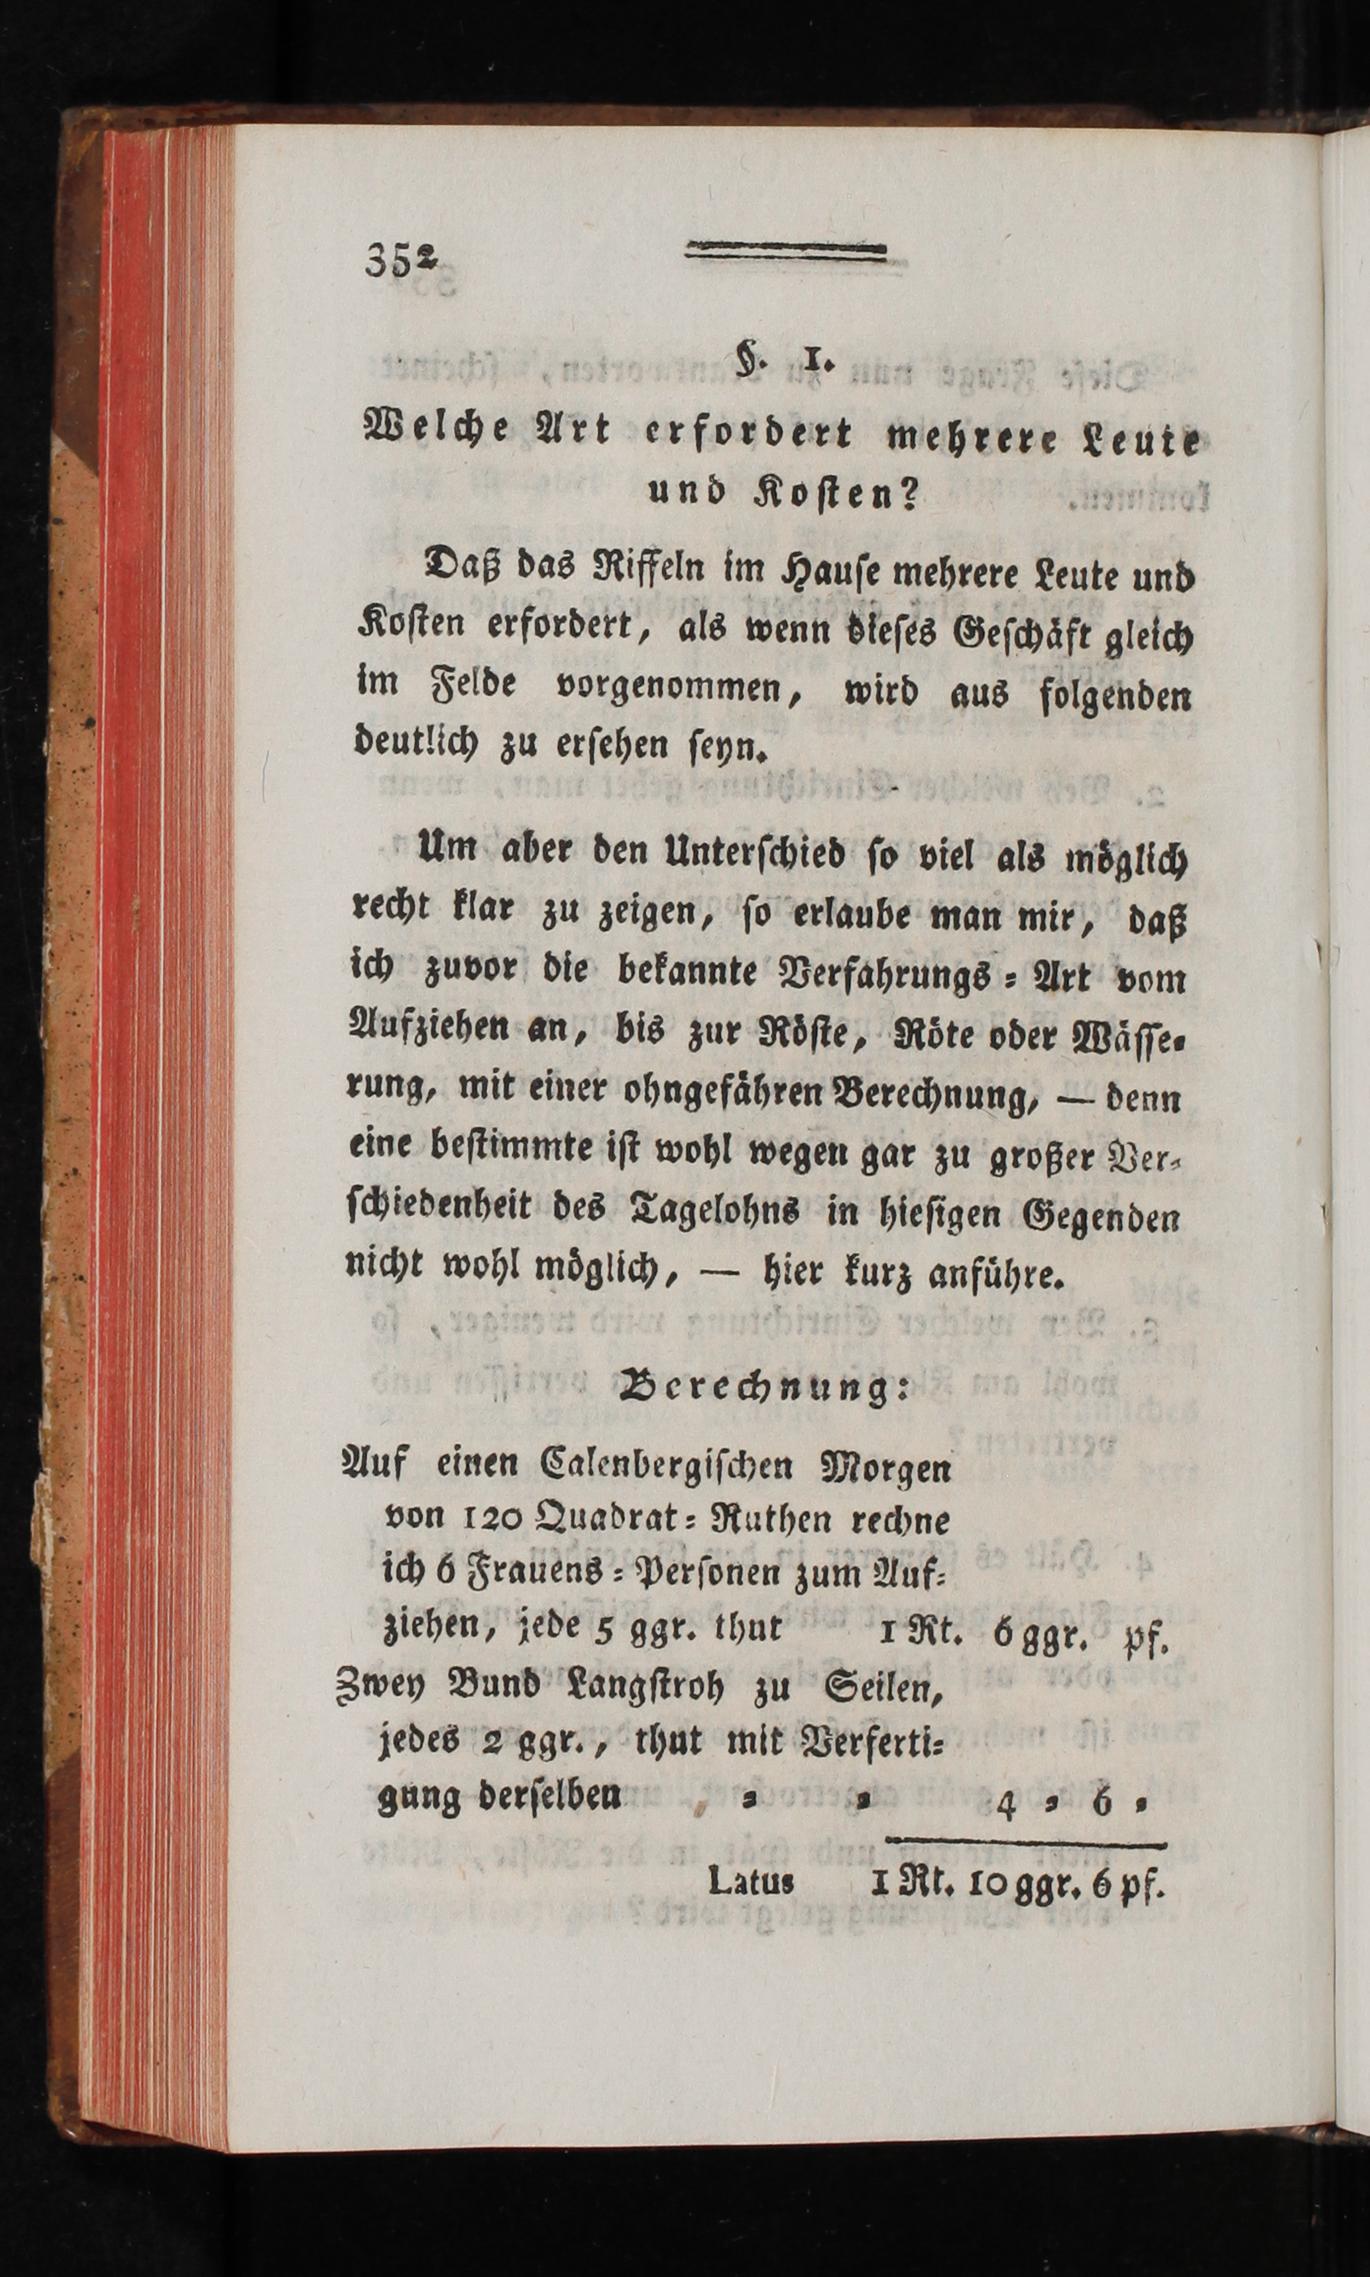 352
§. 1.
Welche Art erfordert mehrere Leute
und Koſten?
Daß das Riffeln im Hauſe mehrere Leute und
Koſten erfordert, als wenn dieſes Geſchäft gleich
im Felde vorgenommen, wird aus folgenden
deutlich zu erſehen ſeyn.
Um aber den Unterſchied ſo viel als möglich
recht klar zu zeigen, ſo erlaube man mir, daß
ich zuvor die bekannte Verfahrungs⸗Art vom
Aufziehen an, bis zur Röſte, Röte oder Wäſſe⸗
rung, mit einer ohngefähren Berechnung, — denn
eine beſtimmte iſt wohl wegen gar zu großer Ver⸗
ſchiedenheit des Tagelohns in hieſigen Gegenden
nicht wohl möglich, — hier kurz anführe.
Berechnung:
Auf einen Calenbergiſchen Morgen
von 120 Quadrat⸗Ruthen rechne
ich 6 Frauens⸗Perſonen zum Auf⸗
ziehen, jede 5 ggr. thut 1 Rt. 6 ggr. pf.
Zwey Bund Langſtroh zu Seilen,
jedes 2 ggr., thut mit Verferti⸗
gung derſelben ⸗ ⸗ 4 ⸗ 6 ⸗
Latus 1 Rt. 10 ggr. 6 pf.